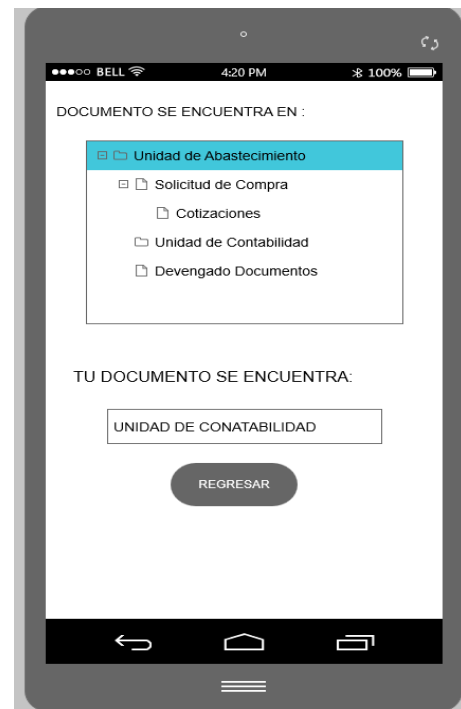 ●●●○○ BELL 4:20 PM 100%
DOCUMENTO SE ENCUENTRA EN :
Unidad de Abastecimiento
Solicitud de Compra
Cotizaciones
Unidad de Contabilidad
Devengado Documentos
TU DOCUMENTO SE ENCUENTRA:
UNIDAD DE CONATABILIDAD
REGRESAR